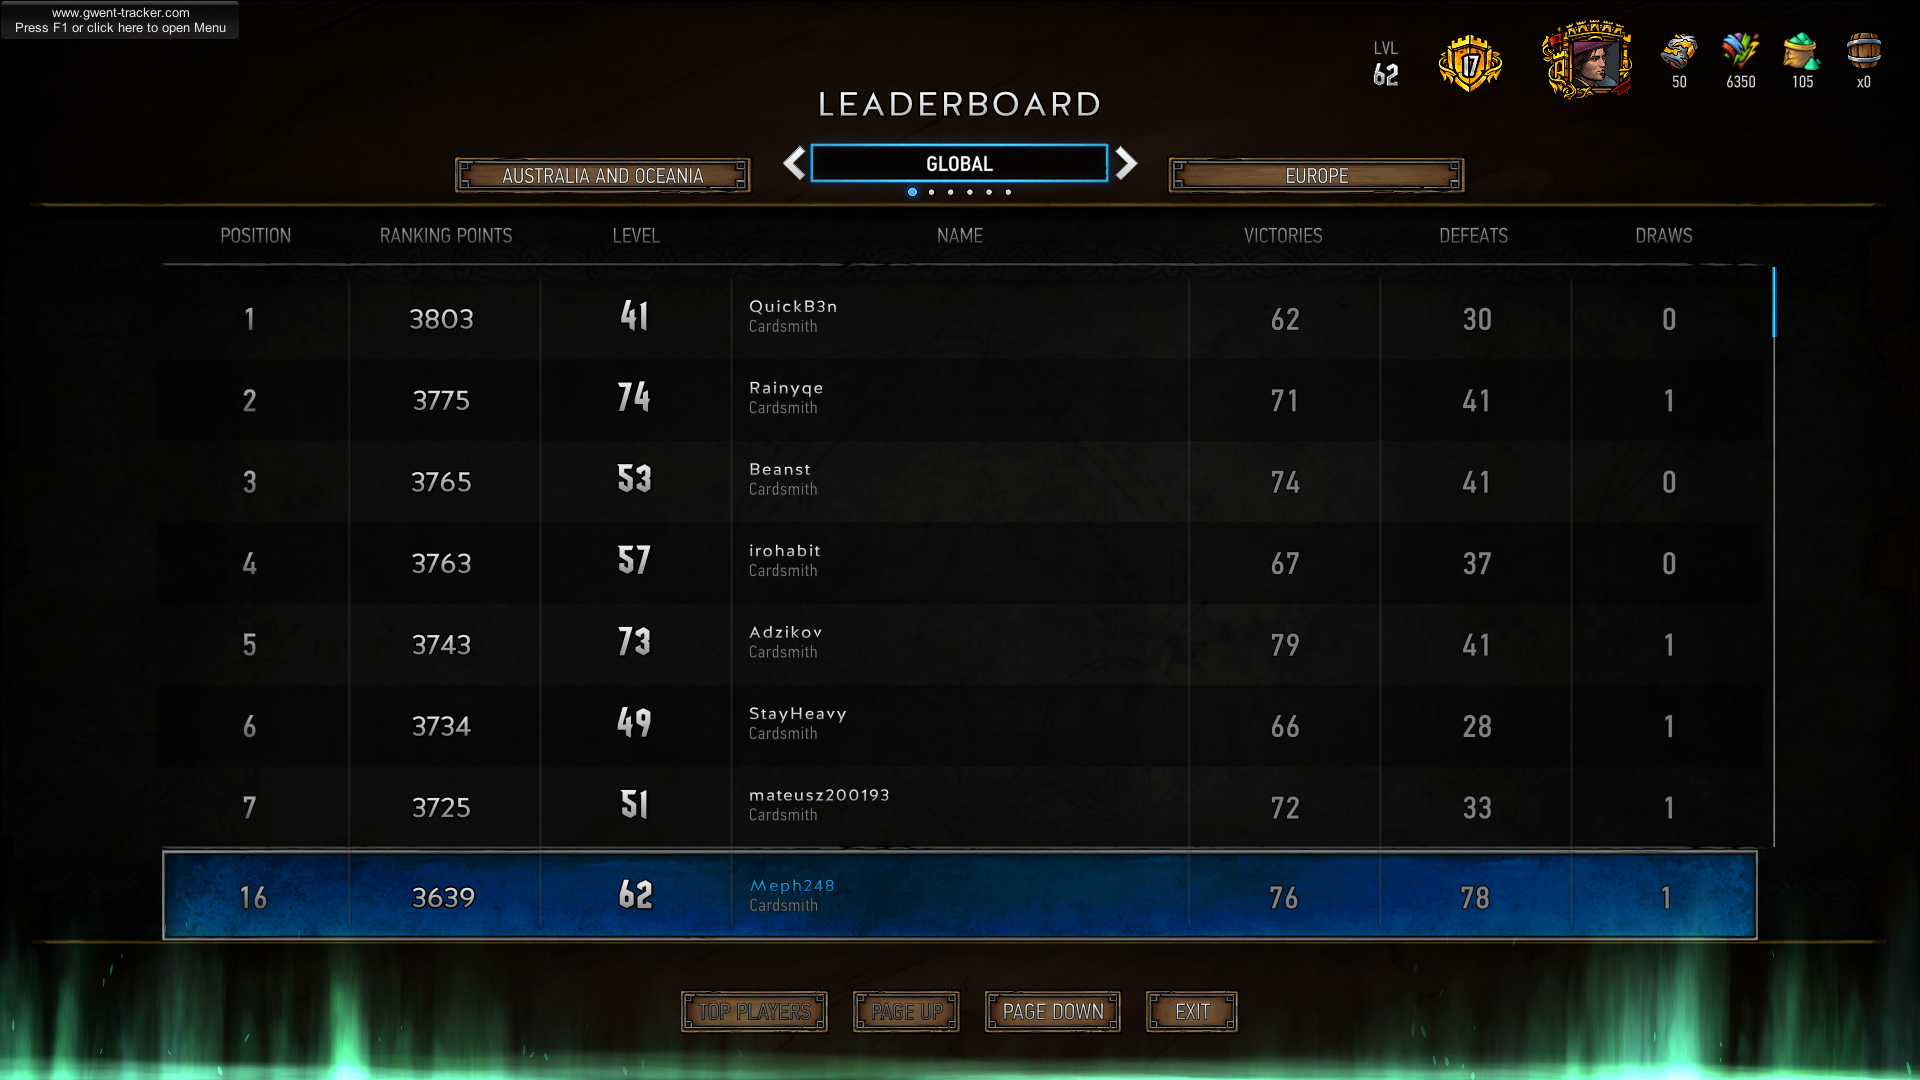 www.gwent-tracker.com
Press F1 or click here to open Menu
LVL
62
17
50
6350
105
x0
LEADERBOARD
AUSTRALIA AND OCEANIA
GLOBAL
EUROPE
POSITION RANKING POINTS LEVEL NAME VICTORIES DEFEATS DRAWS
1 3803 41 QuickB3n 62 30 0
Cardsmith
2 3775 74 Rainyqe 71 41 1
Cardsmith
3 3765 53 Beanst 74 41 0
Cardsmith
4 3763 57 irohabit 67 37 0
Cardsmith
5 3743 73 Adzikov 79 41 1
Cardsmith
6 3734 49 StayHeavy 66 28 1
Cardsmith
7 3725 51 mateusz200193 72 33 1
Cardsmith
16 3639 62 Meph248 76 78 1
Cardsmith
TOP PLAYERS PAGE UP PAGE DOWN EXIT